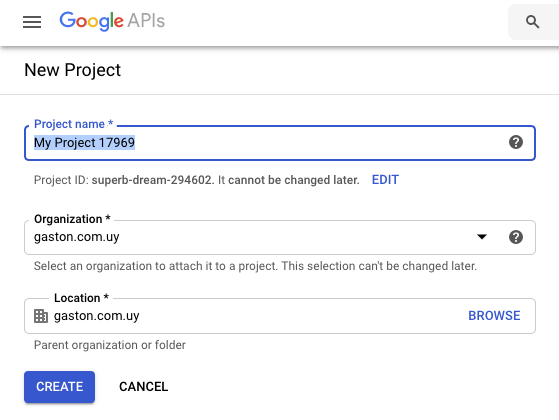 Google APIs
New Project
Project name *
My Project 17969
Project ID: superb-dream-294602. It cannot be changed later. EDIT
Organization *
gaston.com.uy
Select an organization to attach it to a project. This selection can't be changed later.
Location *
gaston.com.uy BROWSE
Parent organization or folder
CREATE CANCEL